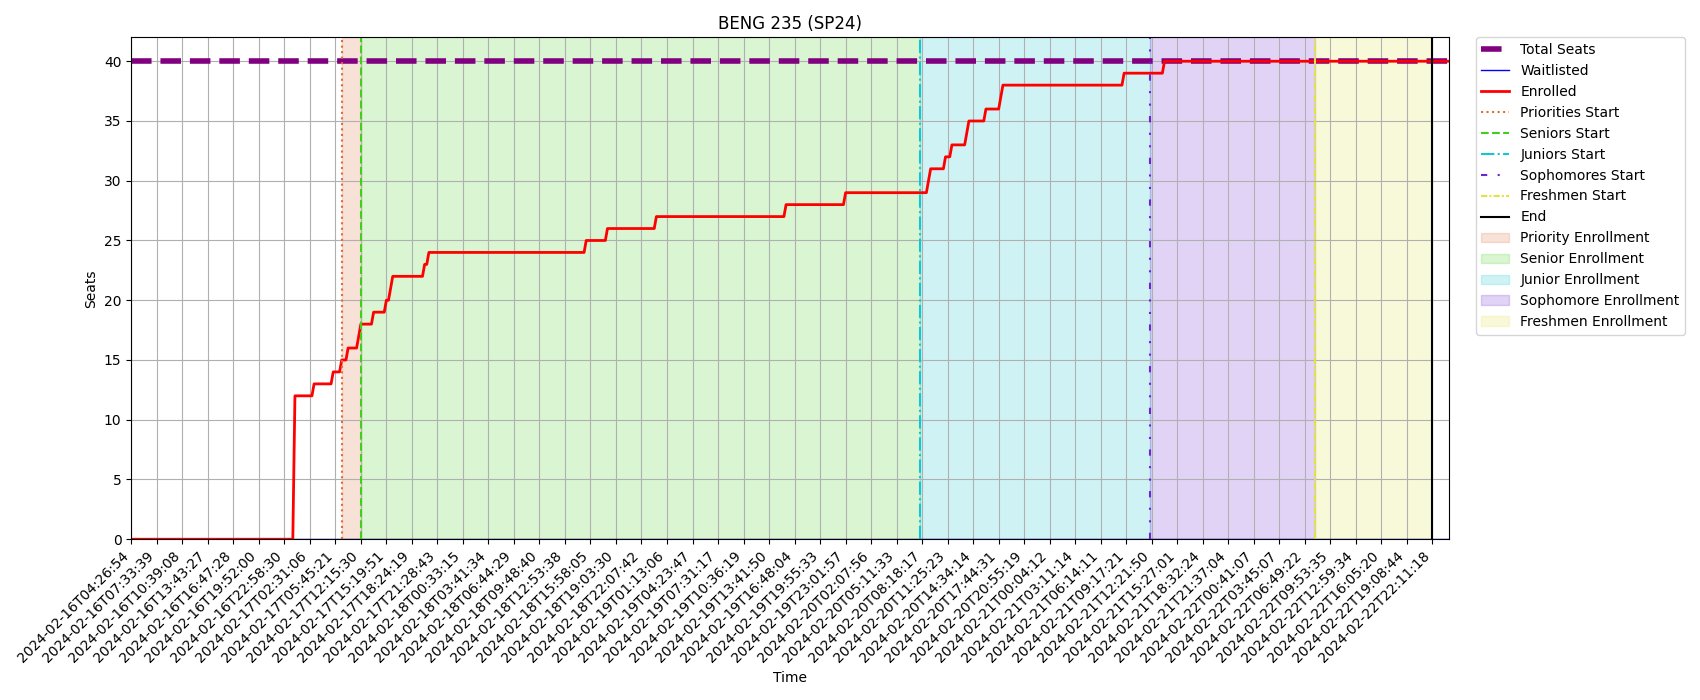 BENG 235 (SP24)
Seats
40
35
30
25
20
15
10
5
0
2024-02-16T04:26:54
2024-02-16T07:33:39
2024-02-16T10:39:08
2024-02-16T13:43:27
2024-02-16T16:47:28
2024-02-16T19:52:00
2024-02-16T22:58:30
2024-02-17T02:31:06
2024-02-17T05:45:21
2024-02-17T12:15:30
2024-02-17T15:19:51
2024-02-17T18:24:19
2024-02-17T21:28:43
2024-02-18T00:33:15
2024-02-18T03:41:34
2024-02-18T06:44:29
2024-02-18T09:48:40
2024-02-18T12:53:38
2024-02-18T15:58:05
2024-02-18T19:03:30
2024-02-18T22:07:42
2024-02-19T01:13:06
2024-02-19T04:23:47
2024-02-19T07:31:17
2024-02-19T10:36:19
2024-02-19T13:41:50
2024-02-19T16:48:04
2024-02-19T19:55:33
2024-02-19T23:01:57
2024-02-20T02:07:56
2024-02-20T05:11:33
2024-02-20T08:18:17
2024-02-20T11:25:23
2024-02-20T14:34:14
2024-02-20T17:44:31
2024-02-20T20:55:19
2024-02-21T00:04:12
2024-02-21T03:11:14
2024-02-21T06:14:11
2024-02-21T09:17:21
2024-02-21T12:21:50
2024-02-21T15:27:01
2024-02-21T18:32:24
2024-02-21T21:37:04
2024-02-22T00:41:07
2024-02-22T03:45:07
2024-02-22T06:49:22
2024-02-22T09:53:35
2024-02-22T12:59:34
2024-02-22T16:05:20
2024-02-22T19:08:44
2024-02-22T22:11:18
Time
Total Seats
Waitlisted
Enrolled
Priorities Start
Seniors Start
Juniors Start
Sophomores Start
Freshmen Start
End
Priority Enrollment
Senior Enrollment
Junior Enrollment
Sophomore Enrollment
Freshmen Enrollment